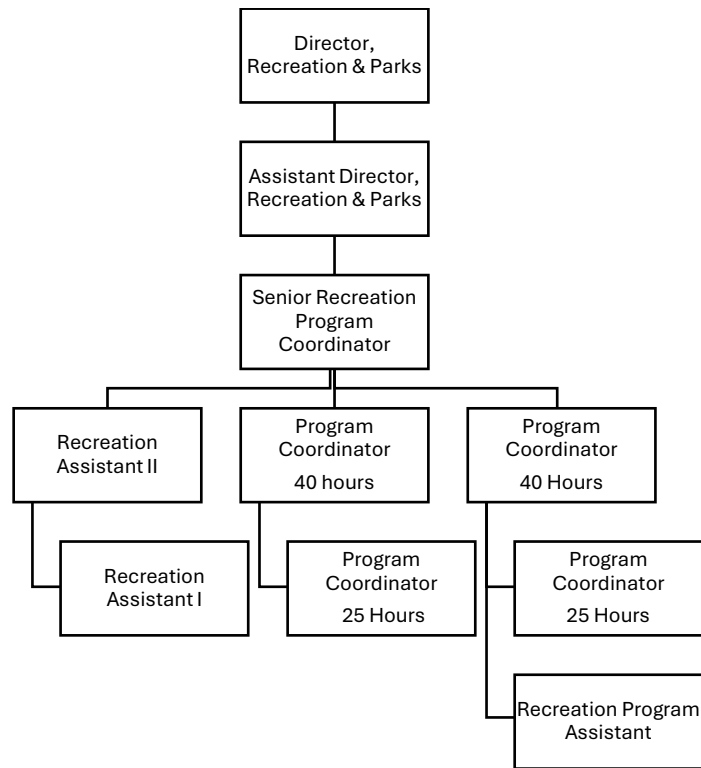 Director,
Recreation & Parks
Assistant Director,
Recreation & Parks
Senior Recreation
Program
Coordinator
Recreation
Assistant II
Program
Coordinator
40 hours
Program
Coordinator
40 Hours
Recreation
Assistant I
Program
Coordinator
25 Hours
Program
Coordinator
25 Hours
Recreation Program
Assistant